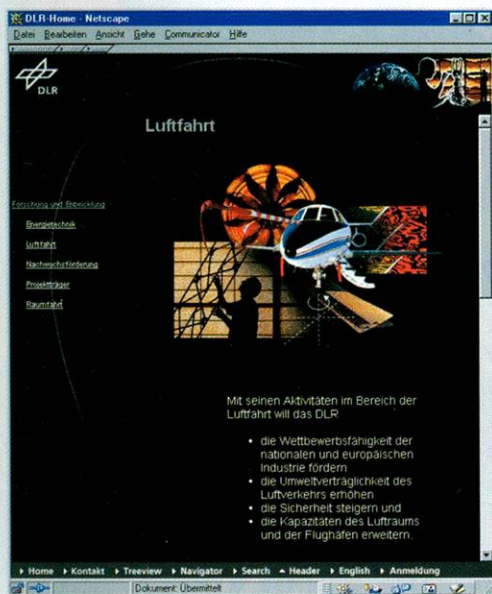 DLR-Home - Netscape
Datei Bearbeiten Ansicht Gehe Communicator Hilfe
DLR
Luftfahrt
Forschung und Entwicklung
Energietechnik
Luftfahrt
Nachwuchsförderung
Projektträger
Raumfahrt
Mit seinen Aktivitäten im Bereich der
Luftfahrt will das DLR
• die Wettbewerbsfähigkeit der
nationalen und europäischen
Industrie fördern
• die Umweltverträglichkeit des
Luftverkehrs erhöhen
• die Sicherheit steigern und
• die Kapazitäten des Luftraums
und der Flughäfen erweitern.
Home Kontakt Treeview Navigator Search Header English Anmeldung
Dokument: Übermittelt